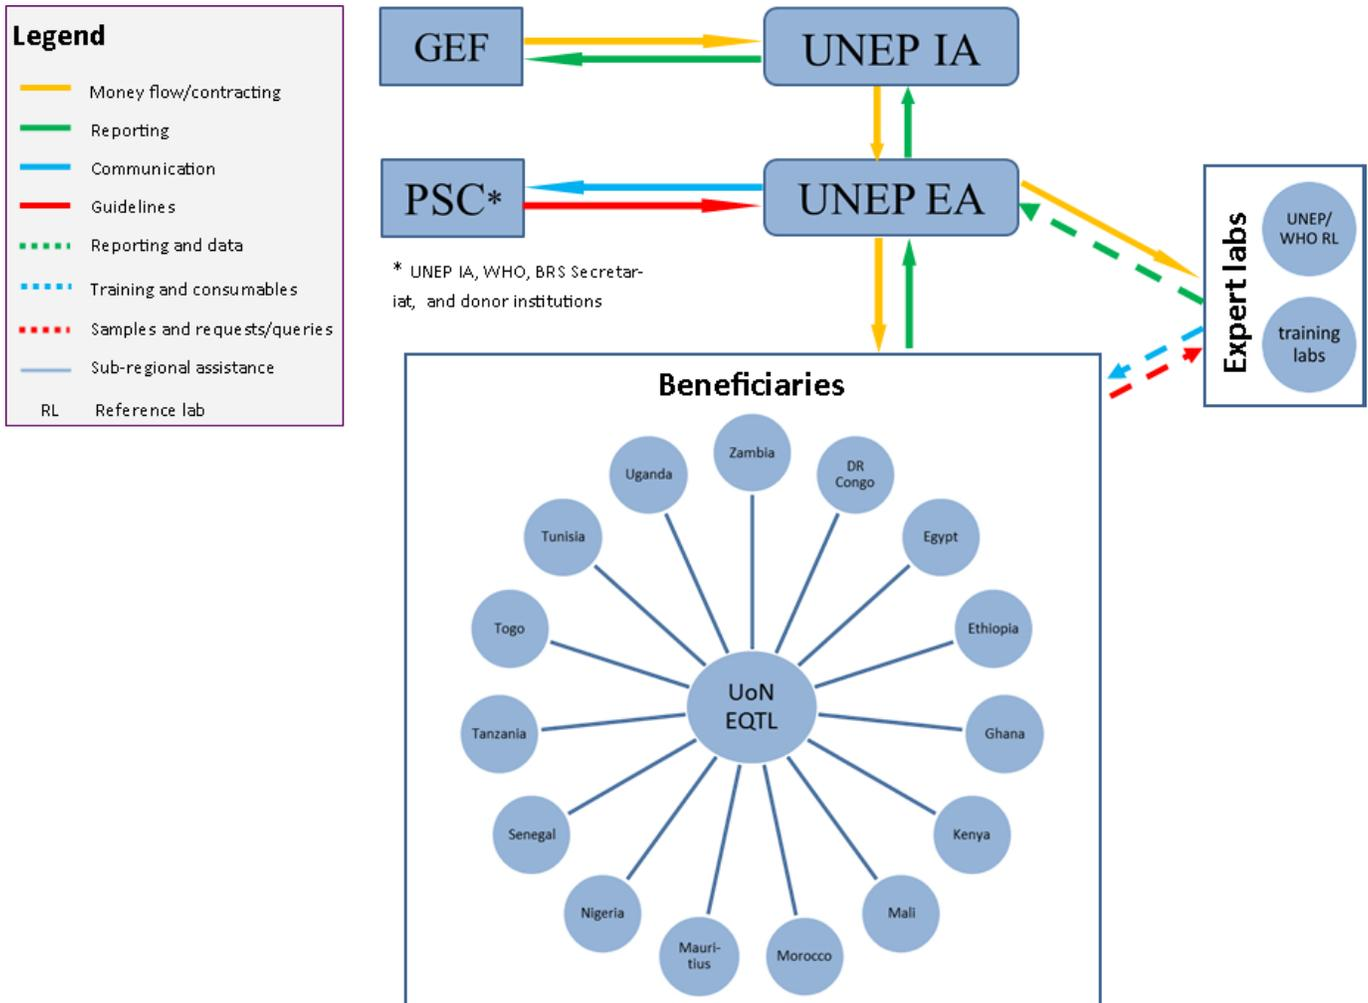 Legend
Money flow/contracting
Reporting
Communication
Guidelines
Reporting and data
Training and consumables
Samples and requests/queries
Sub-regional assistance
RL Reference lab
GEF
UNEP IA
PSC*
UNEP EA
* UNEP IA, WHO, BRS Secretar-
iat, and donor institutions
Expert labs
UNEP/
WHO RL
training
labs
Beneficiaries
Zambia
DR
Congo
Egypt
Ethiopia
Ghana
Kenya
Mali
Morocco
Mauri-
tius
Nigeria
Senegal
Tanzania
Togo
Tunisia
Uganda
UoN
EQTL